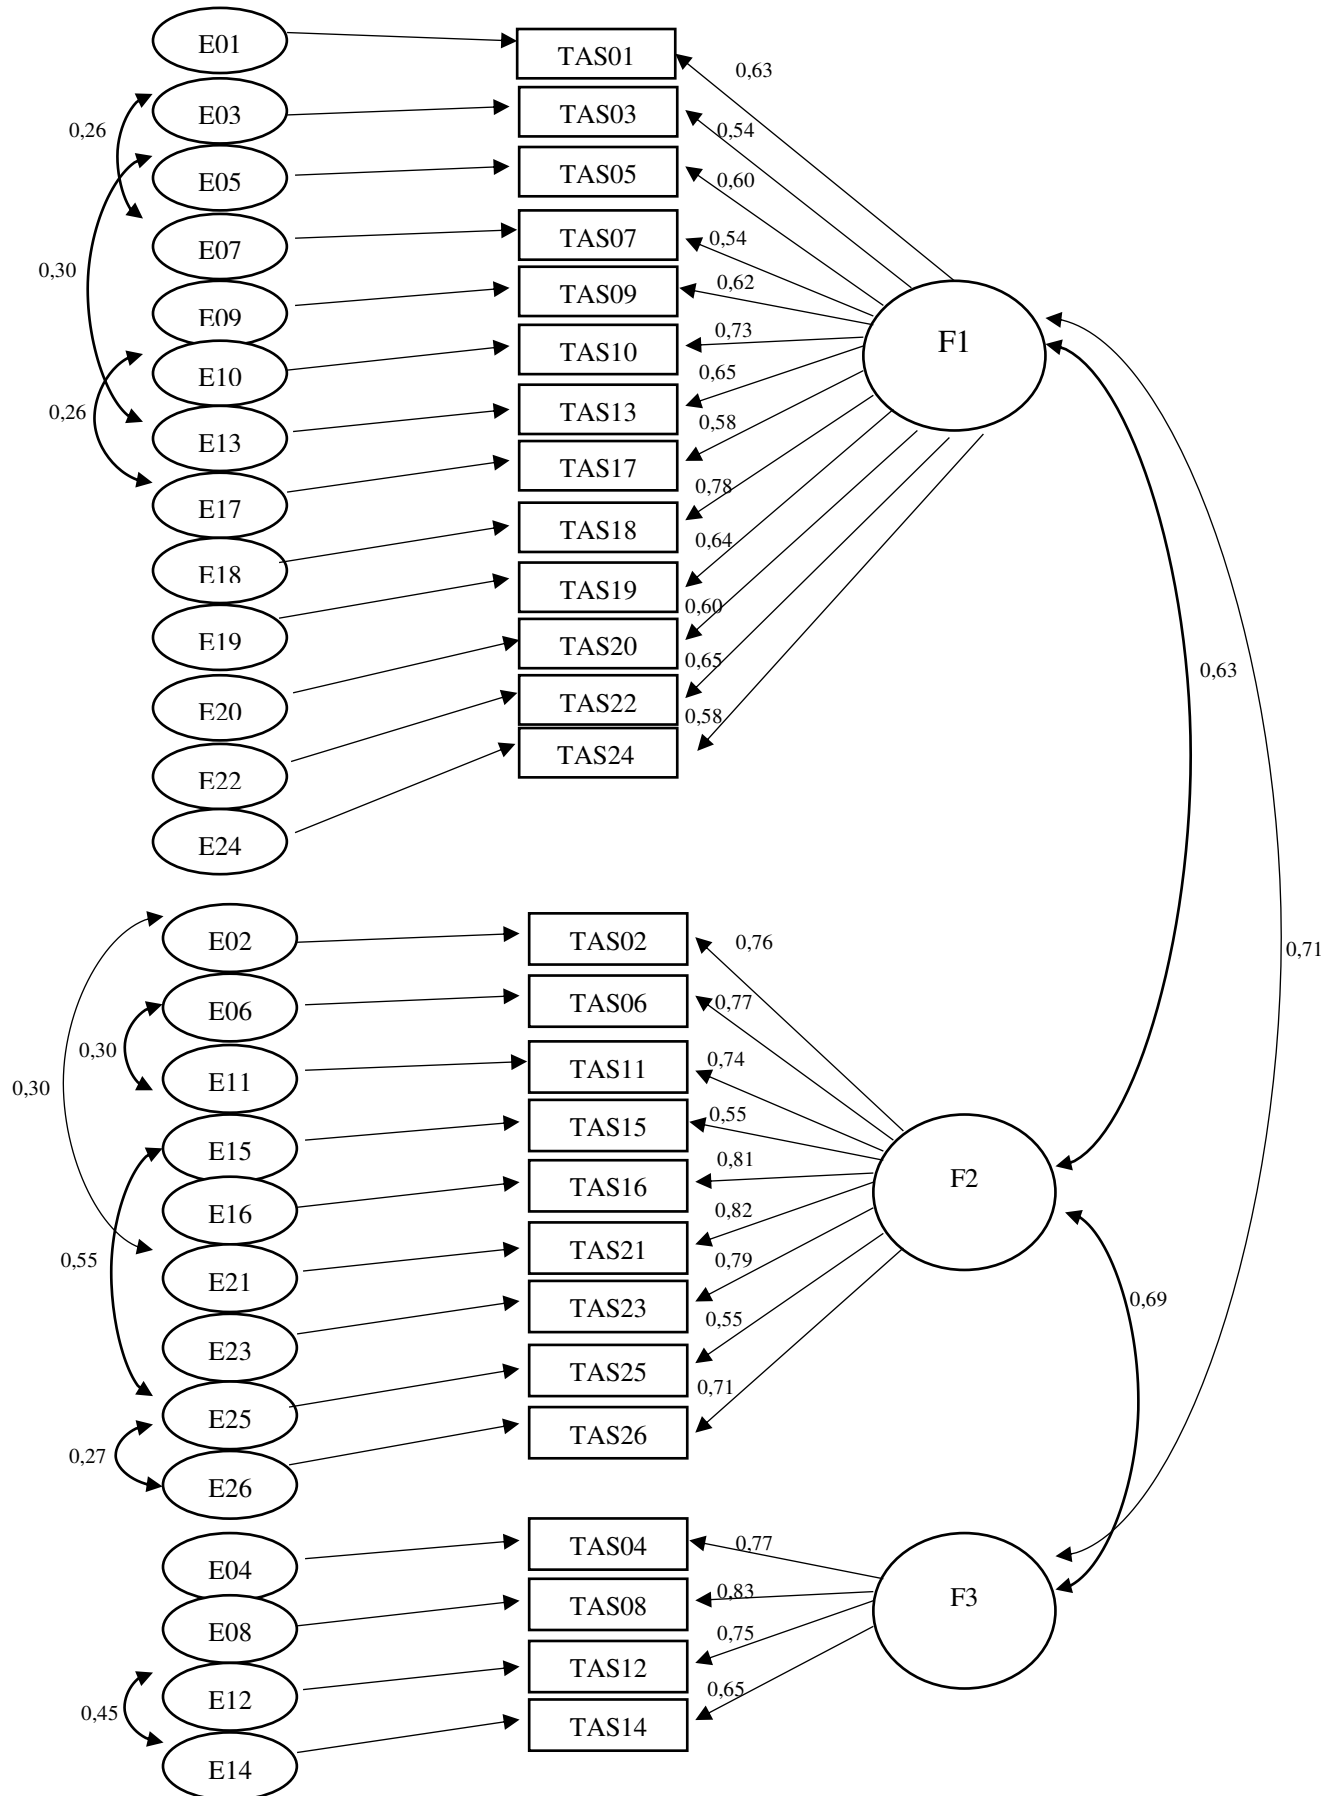 E01 TAS01 0,63
E03 TAS03 0,54
0,26
E05 TAS05 0,60
E07 TAS07 0,54
0,30
E09 TAS09 0,62
F1
E10 TAS10 0,73
0,26
E13 TAS13 0,65
E17 TAS17 0,58
E18 TAS18 0,78
E19 TAS19 0,64
E20 TAS20 0,60
E22 TAS22 0,65
0,63
E24 TAS24 0,58
E02 TAS02 0,76
0,71
E06 TAS06 0,77
0,30
E11 TAS11 0,74
0,30
E15 TAS15 0,55
E16 TAS16 0,81
F2
E21 TAS21 0,82
0,55
E23 TAS23 0,79
0,69
E25 TAS25 0,55
E26 TAS26 0,71
0,27
E04 TAS04 0,77
E08 TAS08 0,83
F3
E12 TAS12 0,75
0,45
E14 TAS14 0,65